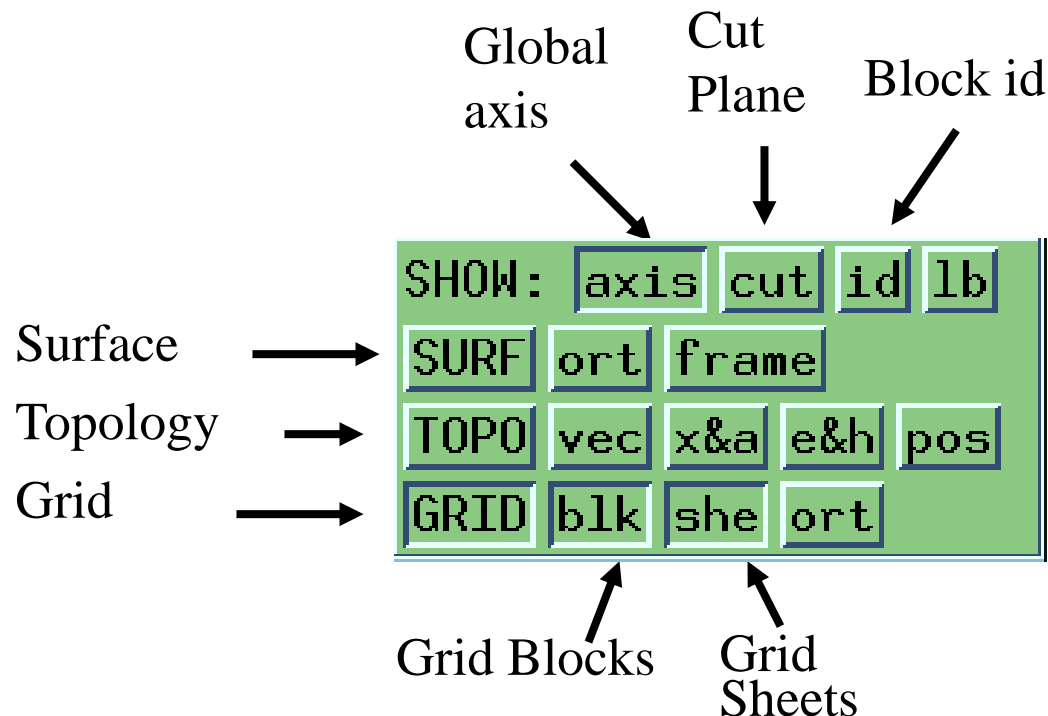 Global
axis
Cut
Plane
Block id
SHOW: axis cut id lb
Surface
SURF ort frame
Topology
TOPO vec x&a e&h pos
Grid
GRID blk she ort
Grid Blocks
Grid
Sheets